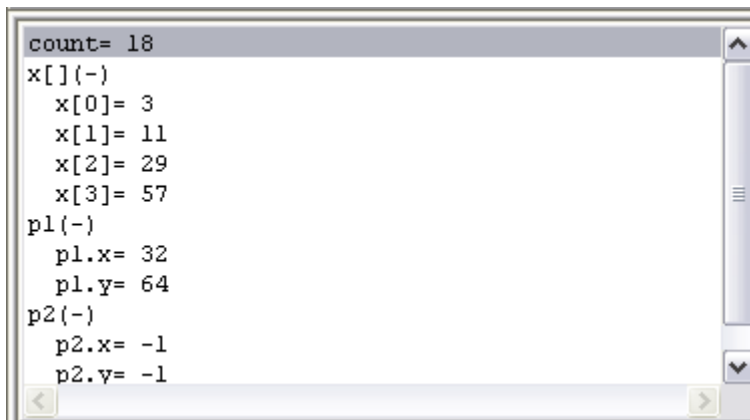 count= 18
x[](-)
x[0]= 3
x[1]= 11
x[2]= 29
x[3]= 57
p1(-)
p1.x= 32
p1.y= 64
p2(-)
p2.x= -1
p2.y= -1